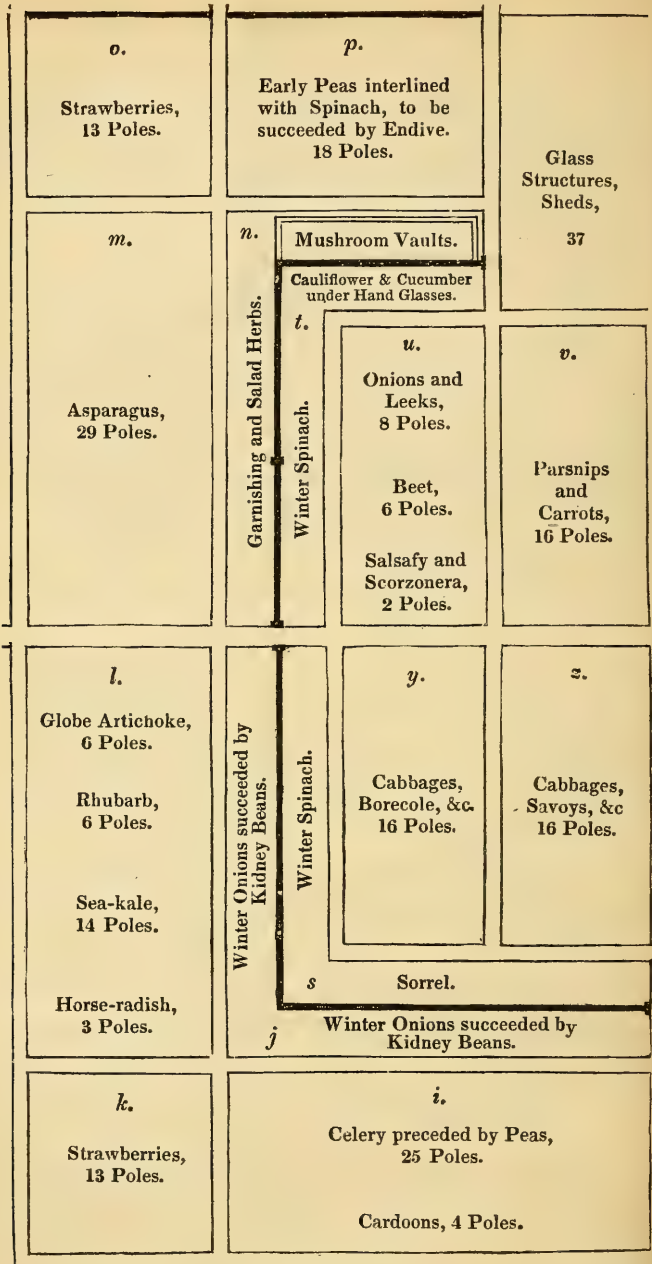 o.
Strawberries,
13 Poles.
p.
Early Peas interlined
with Spinach, to be
succeeded by Endive.
18 Poles.
Glass
Structures,
Sheds,
37
m.
Asparagus,
29 Poles.
n.
Garnishing and Salad Herbs.
Mushroom Vaults.
Cauliflower & Cucumber
under Hand Glasses.
t.
Winter Spinach.
u.
Onions and
Leeks,
8 Poles.
Beet,
6 Poles.
Salsafy and
Scorzonera,
2 Poles.
v.
Parsnips
and
Carrots,
16 Poles.
l.
Globe Artichoke,
6 Poles.
Rhubarb,
6 Poles.
Sea-kale,
14 Poles.
Horse-radish,
3 Poles.
Winter Onions succeeded by
Kidney Beans.
Winter Spinach.
y.
Cabbages,
Borecole, &c.
16 Poles.
z.
Cabbages,
Savoys, &c
16 Poles.
s
Sorrel.
j
Winter Onions succeeded by
Kidney Beans.
k.
Strawberries,
13 Poles.
i.
Celery preceded by Peas,
25 Poles.
Cardoons, 4 Poles.